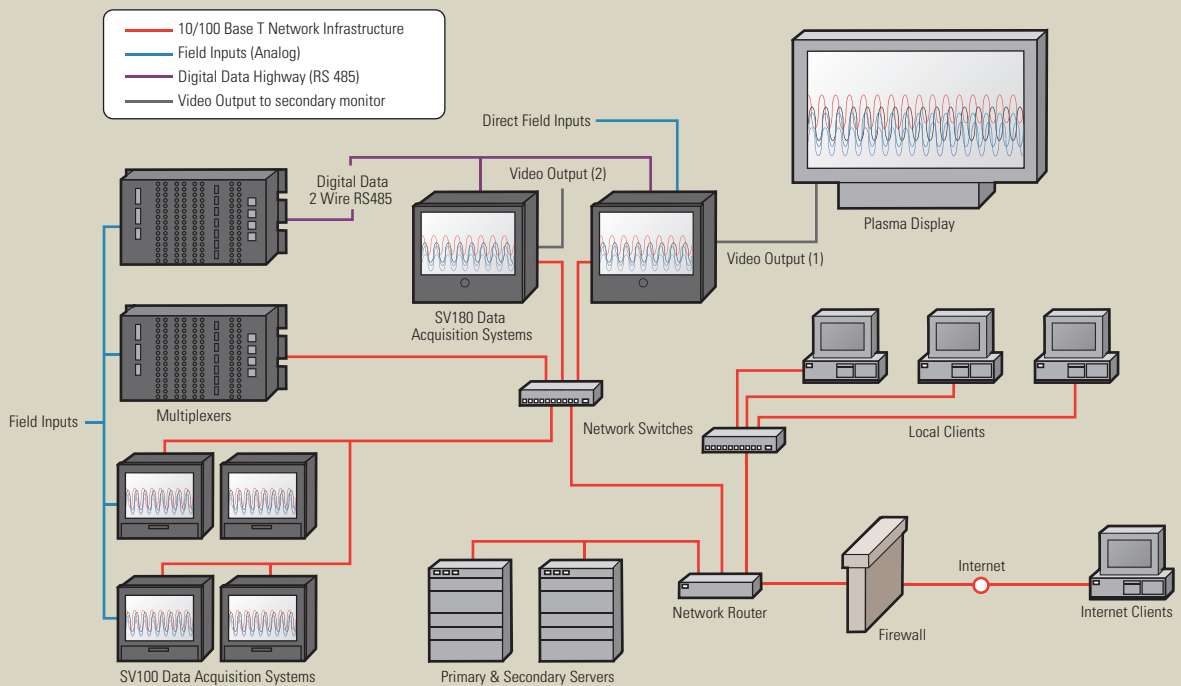 10/100 Base T Network Infrastructure
Field Inputs (Analog)
Digital Data Highway (RS 485)
Video Output to secondary monitor
Direct Field Inputs
Digital Data
2 Wire RS485
Video Output (2)
Plasma Display
Video Output (1)
SV180 Data
Acquisition Systems
Multiplexers
Field Inputs
Network Switches
Local Clients
Internet
Network Router
Firewall
Internet Clients
SV100 Data Acquisition Systems
Primary & Secondary Servers